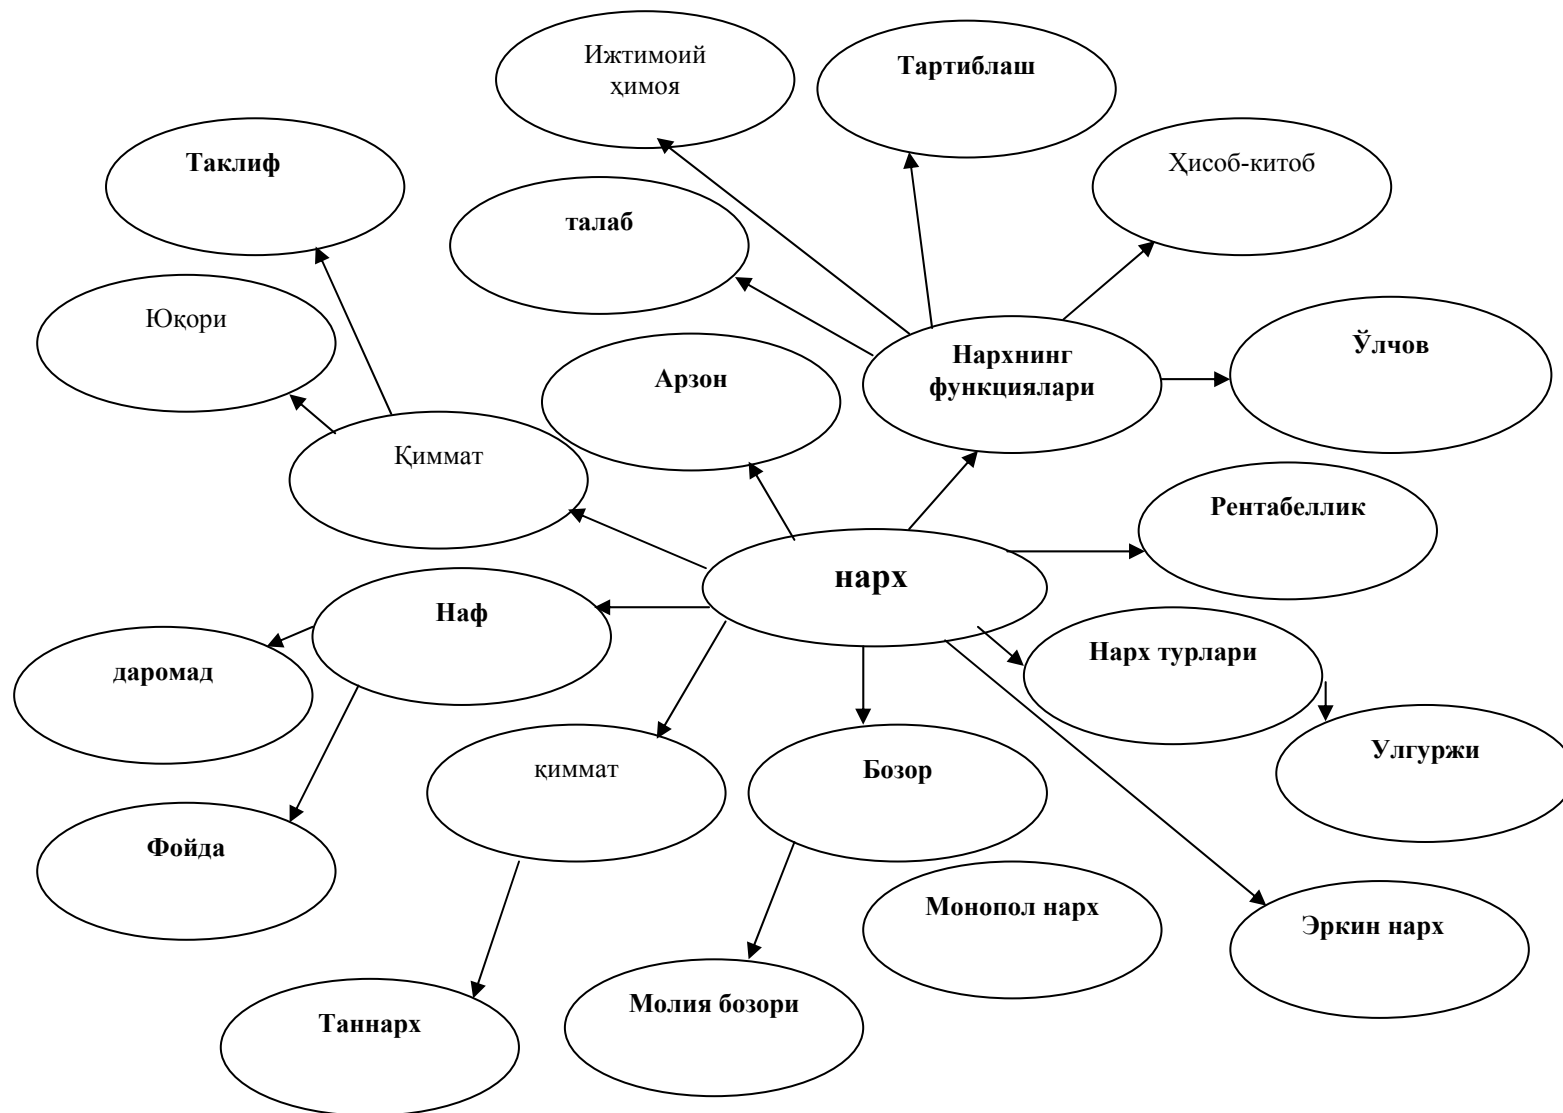 Ижтимоий
ҳимоя
Тартиблаш
Таклиф
Ҳисоб-китоб
талаб
Юқори
Ўлчов
Нархнинг
функциялари
Арзон
Қиммат
Рентабеллик
нарх
Наф
Нарх турлари
даромад
Улгуржи
қиммат
Бозор
Фойда
Монопол нарх
Эркин нарх
Молия бозори
Таннарх